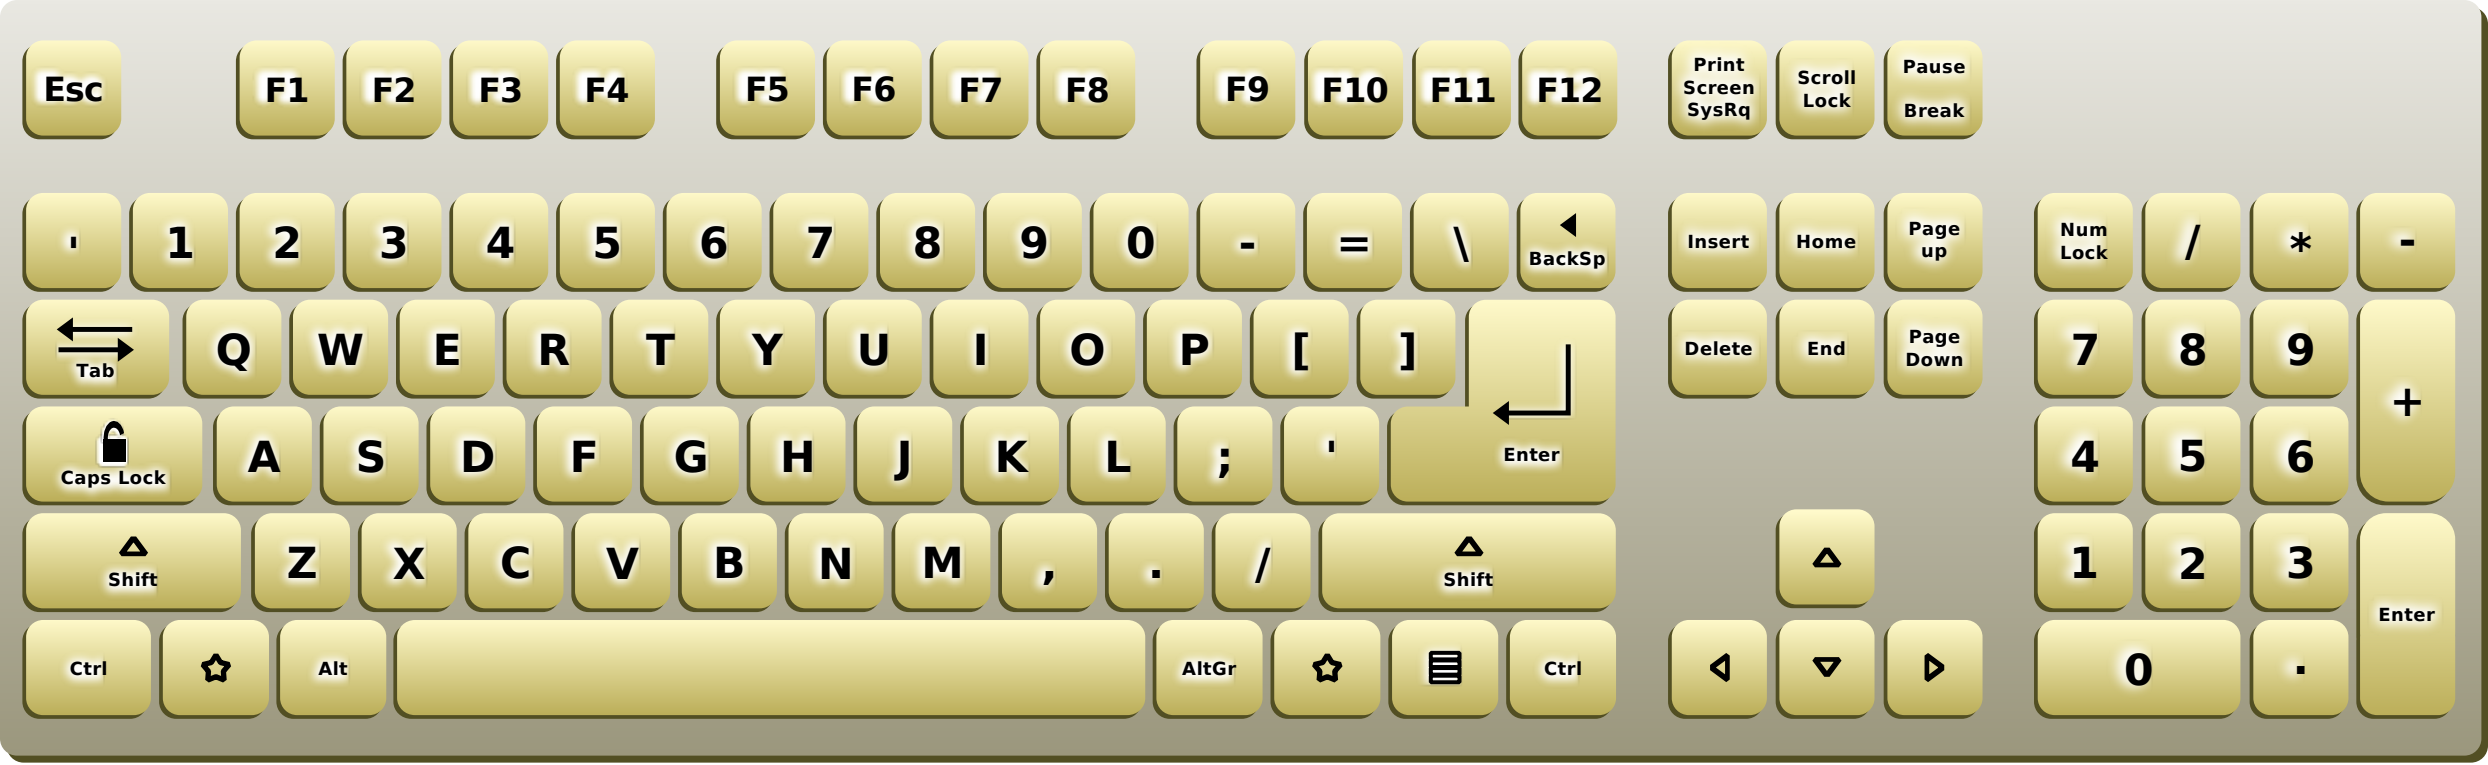 Esc F1 F2 F3 F4 F5 F6 F7 F8 F9 F10 F11 F12
Print
Screen
SysRq
Scroll
Lock
Pause
Break
' 1 2 3 4 5 6 7 8 9 0 - = \
BackSp
Insert Home
Page
up
Num
Lock
/ * -
Tab
Q W E R T Y U I O P [ ]
Delete End
Page
Down
7 8 9 +
Caps Lock
A S D F G H J K L ; '
Enter
4 5 6
Shift
Z X C V B N M , . /
Shift
1 2 3
Enter
Ctrl Alt AltGr Ctrl
0 .